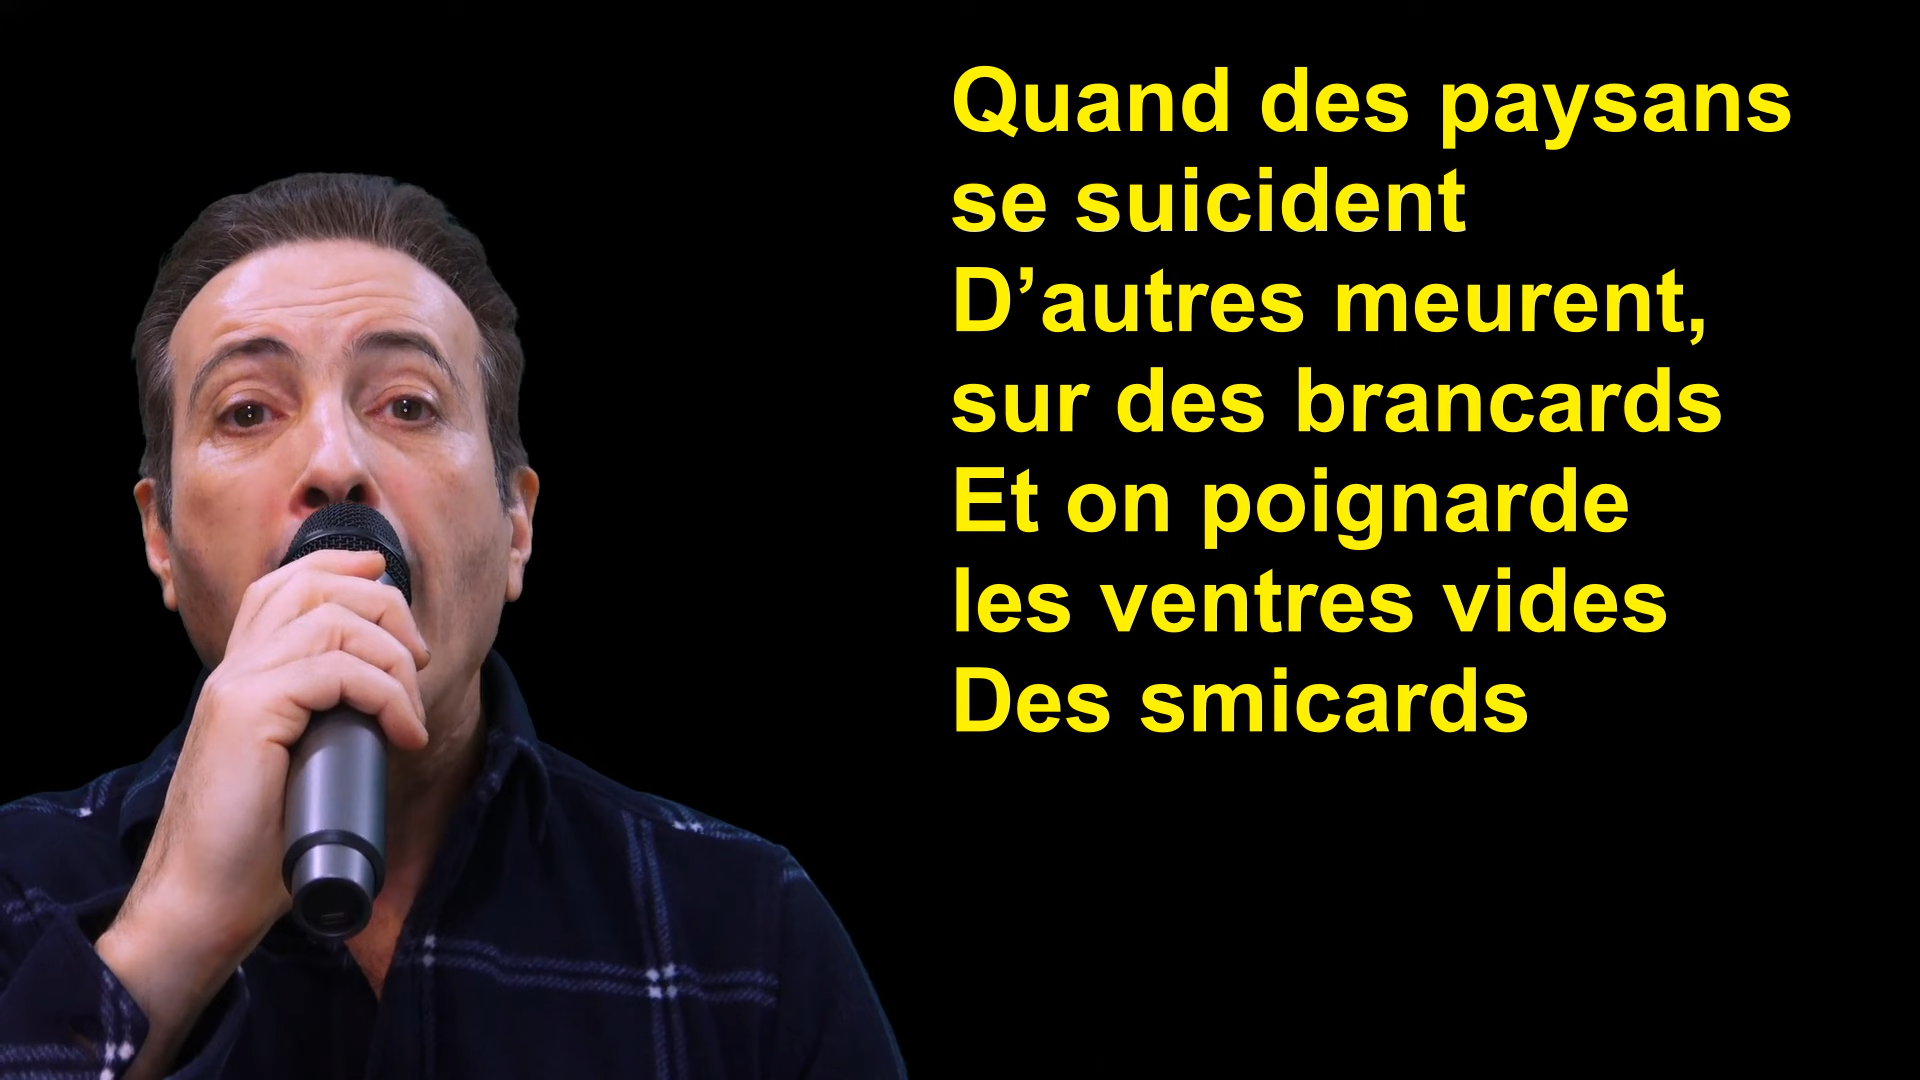 Quand des paysans
se suicident
D’autres meurent,
sur des brancards
Et on poignarde
les ventres vides
Des smicards